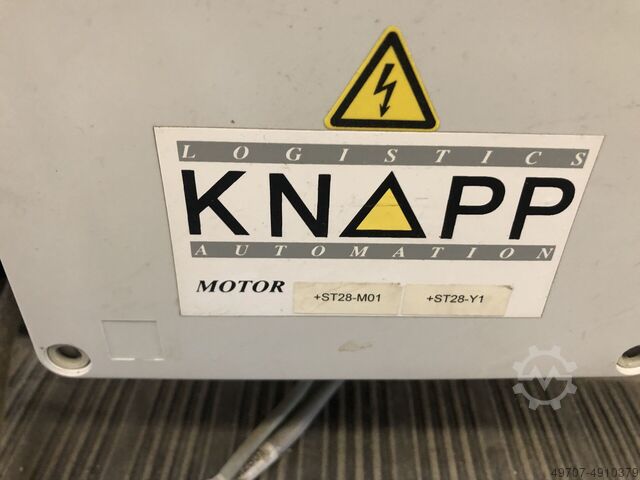 LOGISTICS
KNAPP
AUTOMATION
MOTOR +ST28-M01 +ST28-Y1
49707-4910379